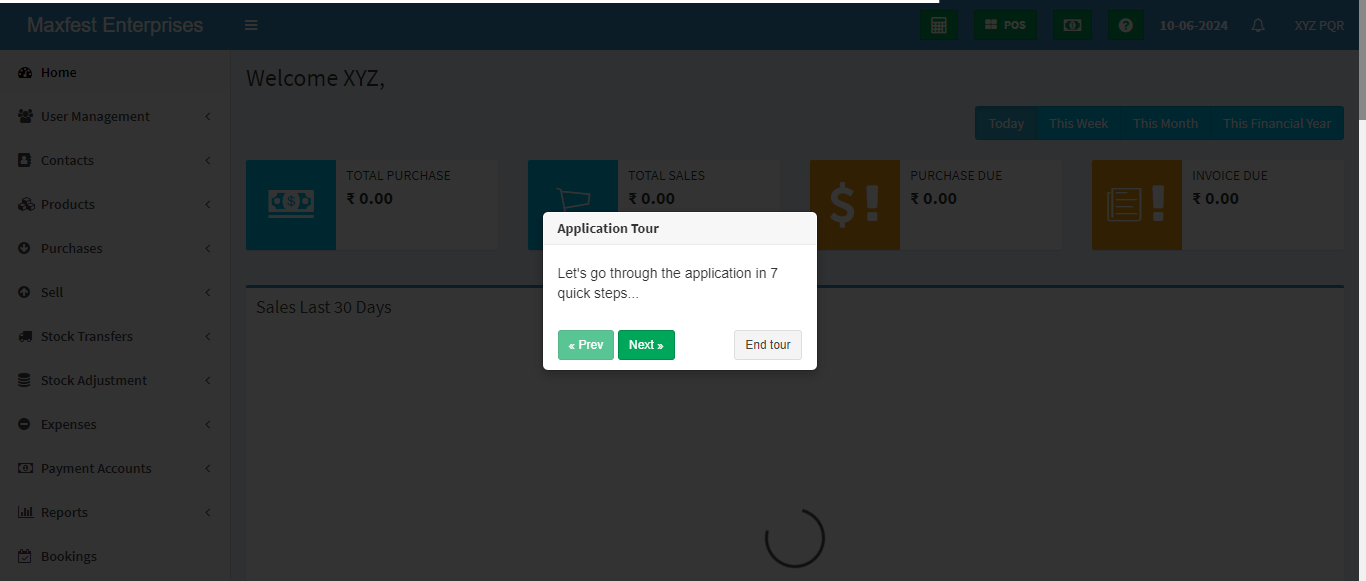 Maxfest Enterprises
POS
10-06-2024
XYZ PQR
Home
User Management
Contacts
Products
Purchases
Sell
Stock Transfers
Stock Adjustment
Expenses
Payment Accounts
Reports
Bookings
Welcome XYZ,
Today
This Week
This Month
This Financial Year
TOTAL PURCHASE
₹ 0.00
TOTAL SALES
₹ 0.00
PURCHASE DUE
₹ 0.00
INVOICE DUE
₹ 0.00
Sales Last 30 Days
Application Tour
Let's go through the application in 7
quick steps...
« Prev
Next »
End tour